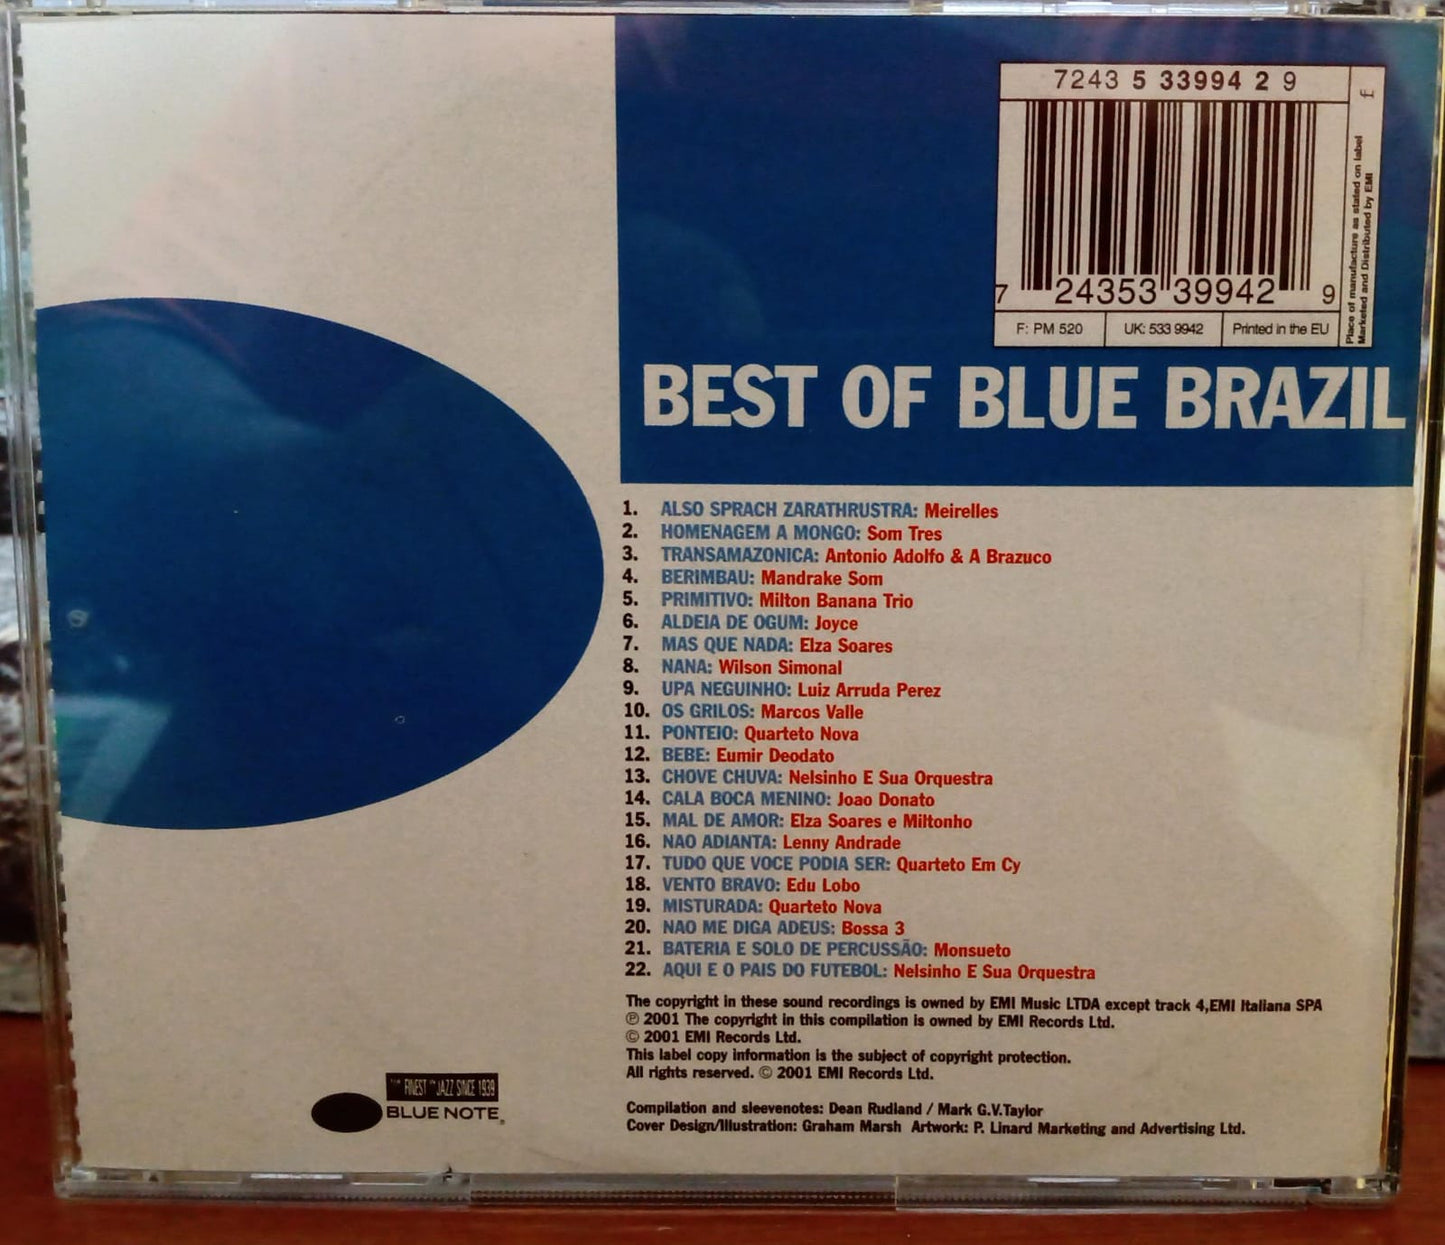 7243 5 33994 2 9
£
7 24353 39942 9
F: PM 520 UK: 533 9942 Printed in the EU
Place of manufacture as stated on label
Marketed and Distributed by EMI
BEST OF BLUE BRAZIL
1. ALSO SPRACH ZARATHRUSTRA: Meirelles
2. HOMENAGEM A MONGO: Som Tres
3. TRANSAMAZONICA: Antonio Adolfo & A Brazuco
4. BERIMBAU: Mandrake Som
5. PRIMITIVO: Milton Banana Trio
6. ALDEIA DE OGUM: Joyce
7. MAS QUE NADA: Elza Soares
8. NANA: Wilson Simonal
9. UPA NEGUINHO: Luiz Arruda Perez
10. OS GRILOS: Marcos Valle
11. PONTEIO: Quarteto Nova
12. BEBE: Eumir Deodato
13. CHOVE CHUVA: Nelsinho E Sua Orquestra
14. CALA BOCA MENINO: Joao Donato
15. MAL DE AMOR: Elza Soares e Miltonho
16. NAO ADIANTA: Lenny Andrade
17. TUDO QUE VOCE PODIA SER: Quarteto Em Cy
18. VENTO BRAVO: Edu Lobo
19. MISTURADA: Quarteto Nova
20. NAO ME DIGA ADEUS: Bossa 3
21. BATERIA E SOLO DE PERCUSSÃO: Monsueto
22. AQUI E O PAIS DO FUTEBOL: Nelsinho E Sua Orquestra
The copyright in these sound recordings is owned by EMI Music LTDA except track 4,EMI Italiana SPA
℗ 2001 The copyright in this compilation is owned by EMI Records Ltd.
© 2001 EMI Records Ltd.
This label copy information is the subject of copyright protection.
All rights reserved. © 2001 EMI Records Ltd.
Compilation and sleevenotes: Dean Rudland / Mark G.V.Taylor
Cover Design/Illustration: Graham Marsh Artwork: P. Linard Marketing and Advertising Ltd.
FINEST JAZZ SINCE 1939
BLUE NOTE